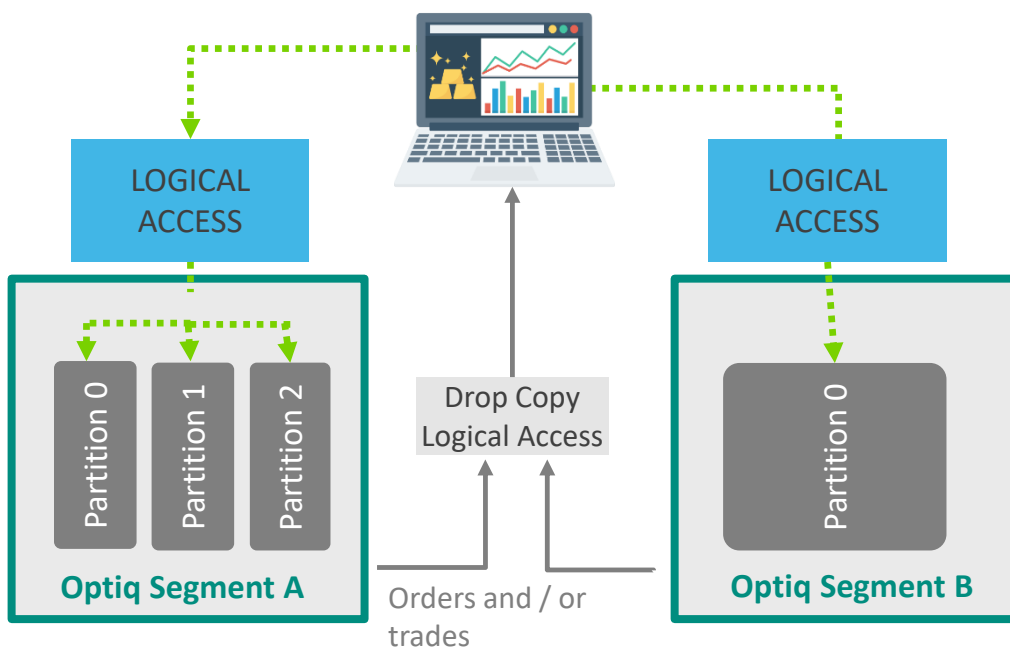 LOGICAL
ACCESS
LOGICAL
ACCESS
Partition 0
Partition 1
Partition 2
Optiq Segment A
Drop Copy
Logical Access
Orders and / or
trades
Partition 0
Optiq Segment B